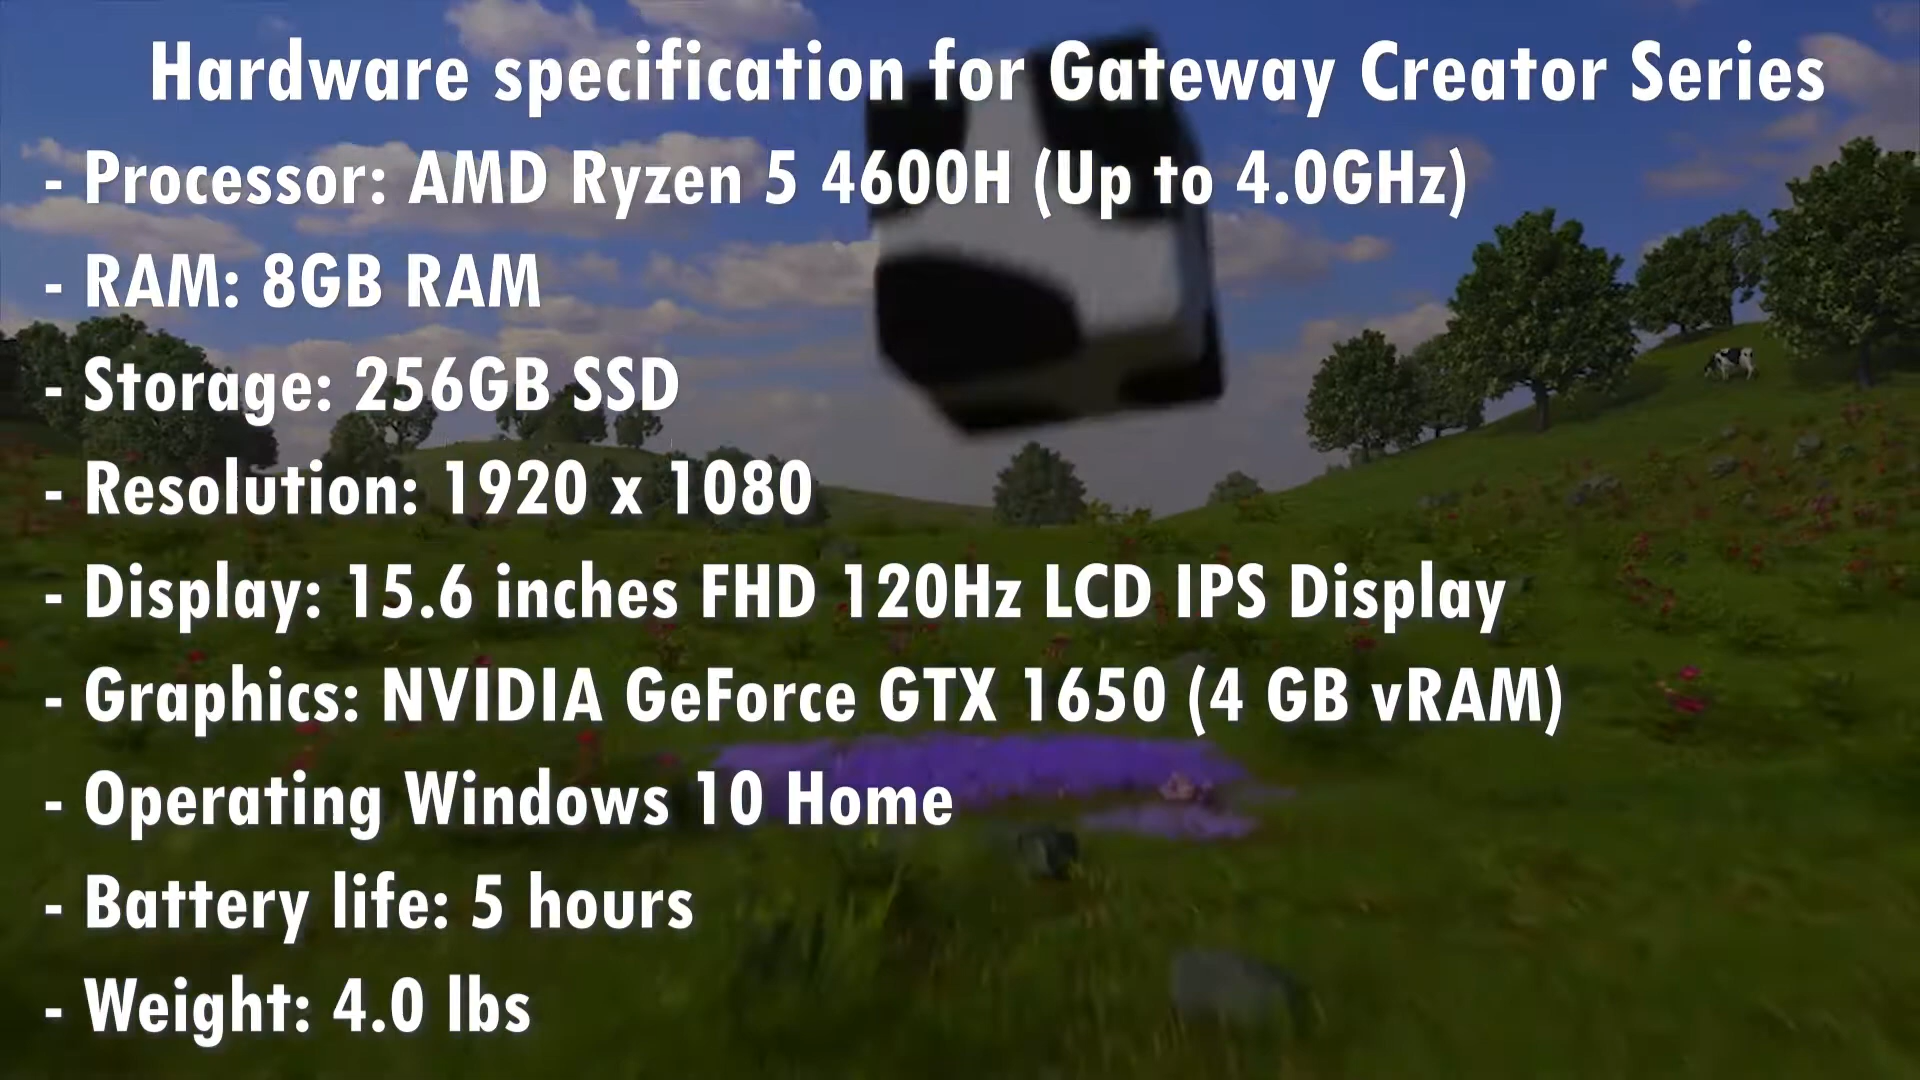 Hardware specification for Gateway Creator Series
- Processor: AMD Ryzen 5 4600H (Up to 4.0GHz)
- RAM: 8GB RAM
- Storage: 256GB SSD
- Resolution: 1920 x 1080
- Display: 15.6 inches FHD 120Hz LCD IPS Display
- Graphics: NVIDIA GeForce GTX 1650 (4 GB vRAM)
- Operating Windows 10 Home
- Battery life: 5 hours
- Weight: 4.0 lbs